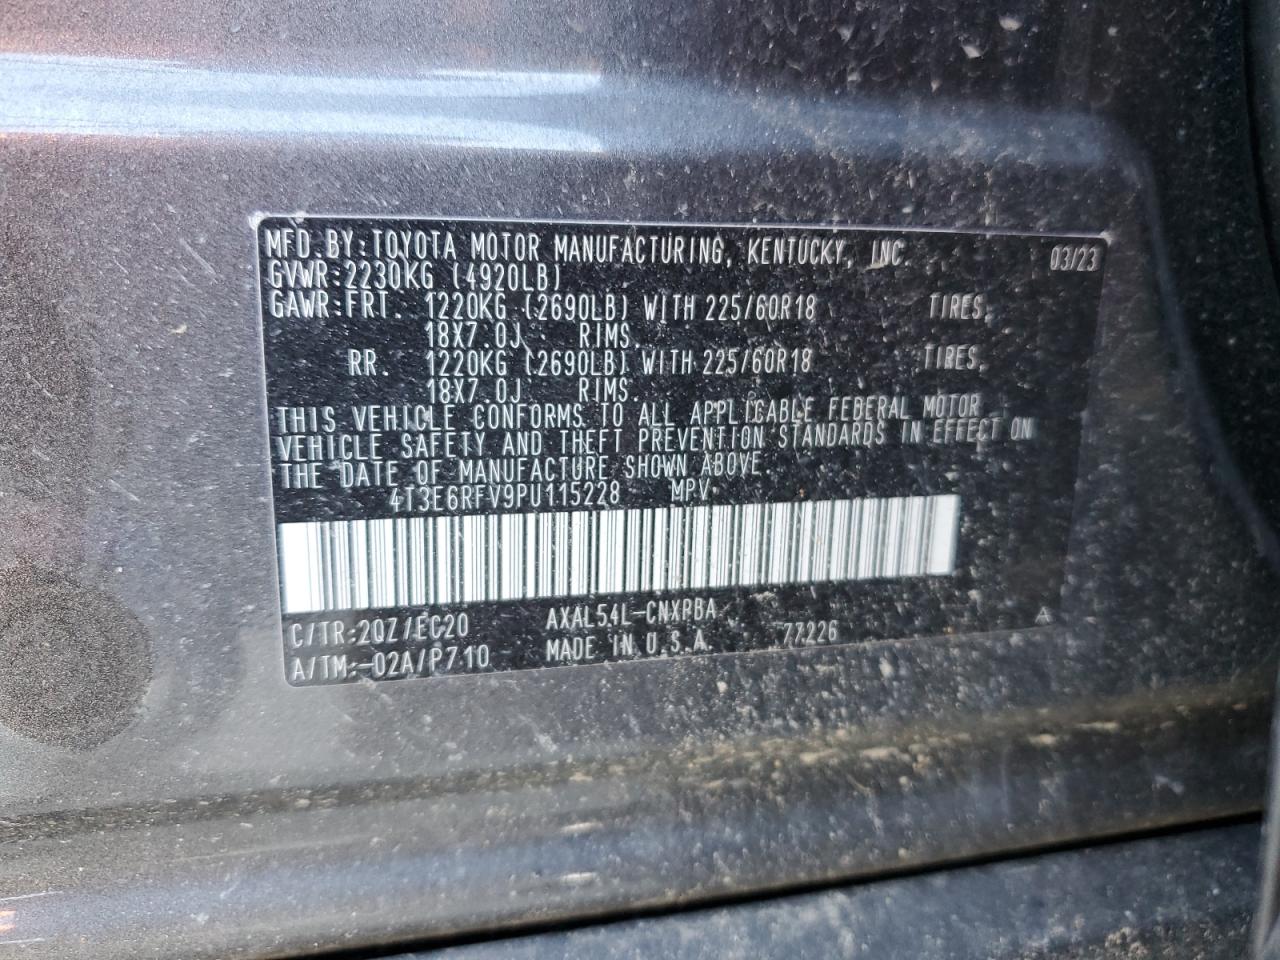 MFD.BY:TOYOTA MOTOR MANUFACTURING, KENTUCKY, INC. 03/23
GVWR:2230KG (4920LB)
GAWR:FRT. 1220KG (2690LB) WITH 225/60R18 TIRES,
18X7.0J RIMS.
RR. 1220KG (2690LB) WITH 225/60R18 TIRES,
18X7.0J RIMS.
THIS VEHICLE CONFORMS TO ALL APPLICABLE FEDERAL MOTOR
VEHICLE SAFETY AND THEFT PREVENTION STANDARDS IN EFFECT ON
THE DATE OF MANUFACTURE SHOWN ABOVE.
4T3E6RFV9PU115228 MPV
C/TR:2QZ/EC20 AXAL54L-CNXPBA A
A/TM:-02A/P710 MADE IN U.S.A. 77226